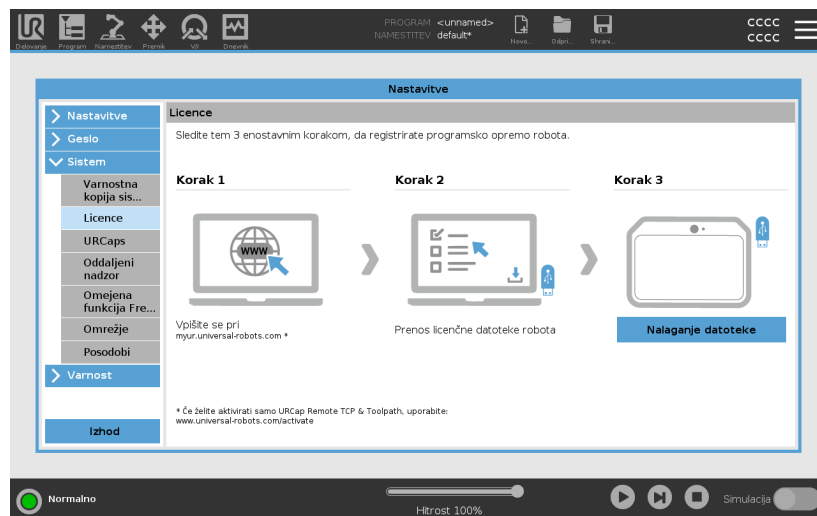 UR
PROGRAM <unnamed>
NAMESTITEV default*
cccc
cccc
Delovanje Program Namestitev Premik V/I Dnevnik Novo... Odpri... Shrani...
Nastavitve
Nastavitve
Geslo
Sistem
Varnostna
kopija sis...
Licence
URCaps
Oddaljeni
nadzor
Omejena
funkcija Fre...
Omrežje
Posodobi
Varnost
Izhod
Licence
Sledite tem 3 enostavnim korakom, da registrirate programsko opremo robota.
Korak 1
WWW
Vpišite se pri
myur.universal-robots.com *
Korak 2
Prenos licenčne datoteke robota
Korak 3
Nalaganje datoteke
* Če želite aktivirati samo URCap Remote TCP & Toolpath, uporabite:
www.universal-robots.com/activate
Normalno
Hitrost 100%
Simulacija